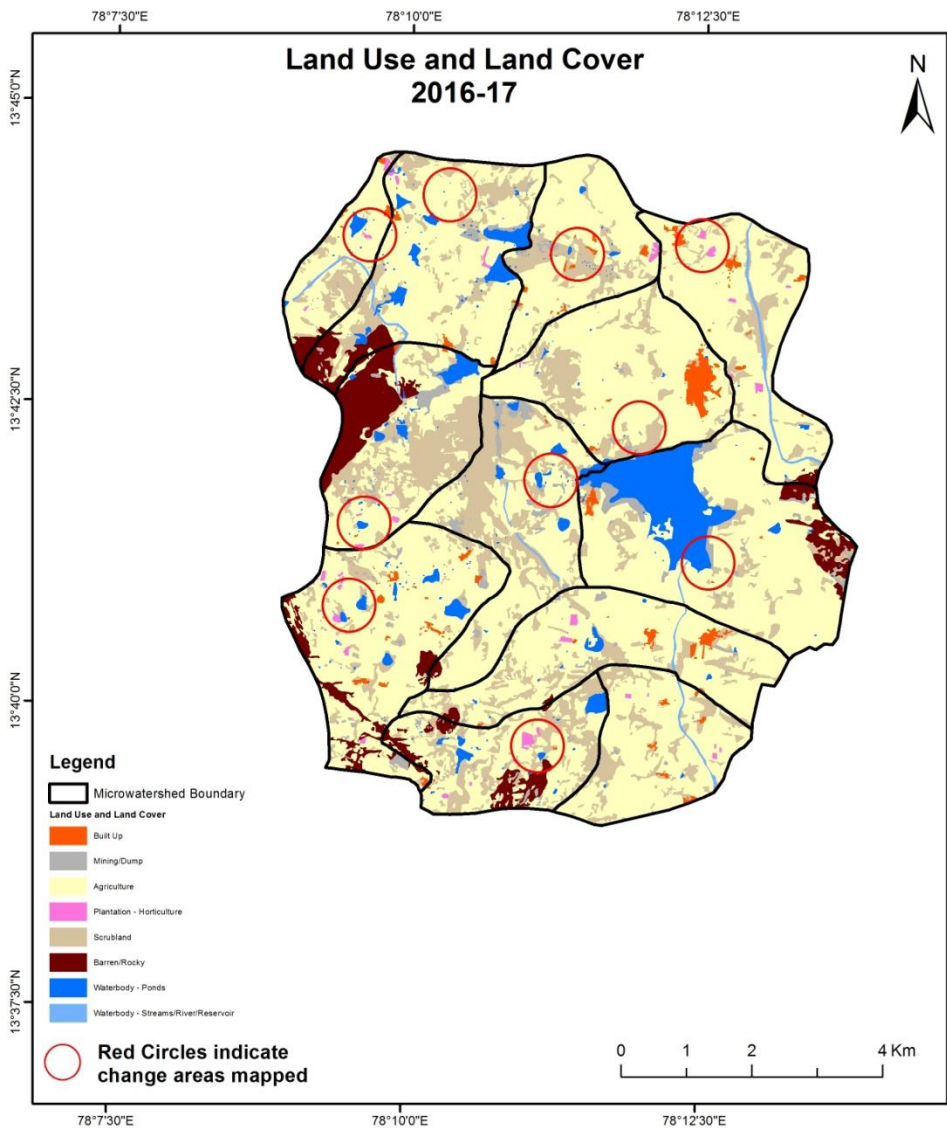 78°7'30"E
78°10'0"E
78°12'30"E
Land Use and Land Cover
2016-17
N
13°45'0"N
13°42'30"N
13°40'0"N
13°37'30"N
Legend
Microwatershed Boundary
Land Use and Land Cover
Built Up
Mining/Dump
Agriculture
Plantation - Horticulture
Scrubland
Barren/Rocky
Waterbody - Ponds
Waterbody - Streams/River/Reservoir
Red Circles indicate
change areas mapped
0 1 2 4 Km
78°7'30"E
78°10'0"E
78°12'30"E